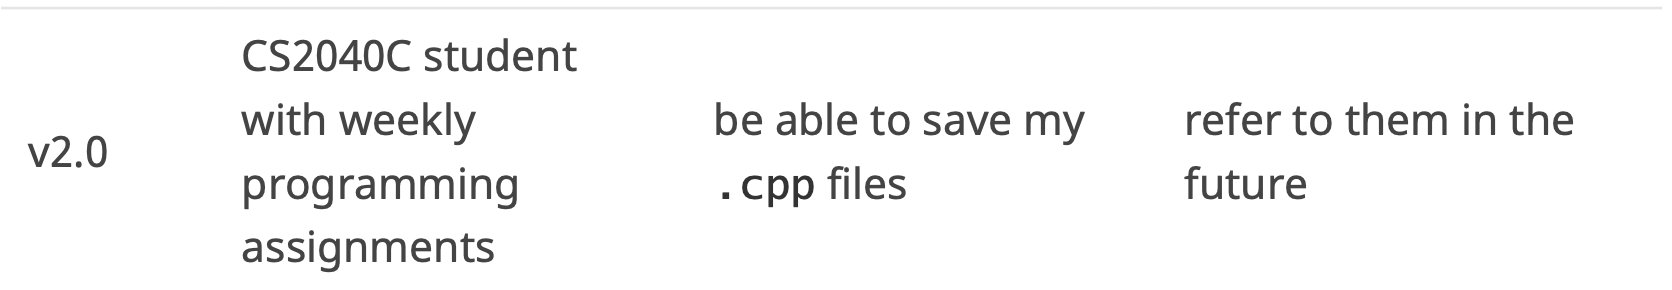 v2.0
CS2040C student
with weekly
programming
assignments
be able to save my
.cpp files
refer to them in the
future